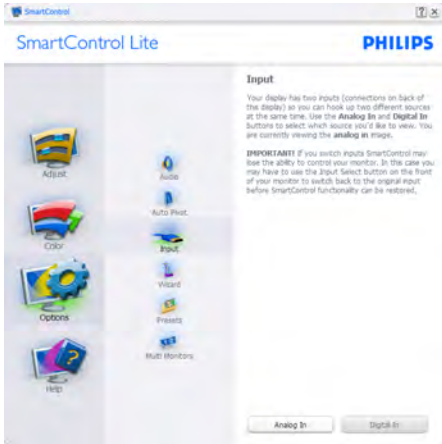 SmartControl
SmartControl Lite
PHILIPS
Adjust
Color
Options
Help
Audio
Auto Pivot
Input
Wizard
Presets
Multi Monitors
Input
Your display has two inputs (connections on back of
the display) so you can hook up two different sources
at the same time. Use the Analog In and Digital In
buttons to select which source you'd like to view. You
are currently viewing the analog in image.
IMPORTANT! If you switch inputs SmartControl may
lose the ability to control your monitor. In this case you
may have to use the Input Select button on the front
of your monitor to switch back to the original input
before SmartControl functionality can be restored.
Analog In
Digital In